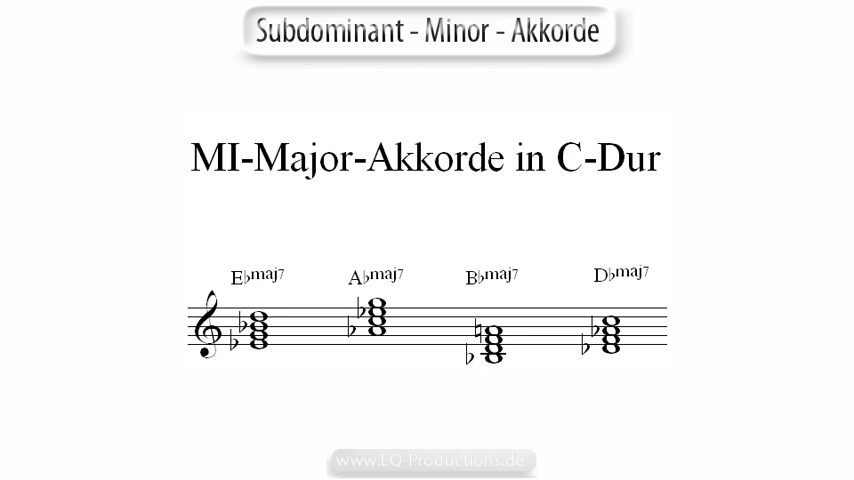 Subdominant - Minor - Akkorde
MI-Major-Akkorde in C-Dur
E♭maj7 A♭maj7 B♭maj7 D♭maj7
www.EQ-Productions.de